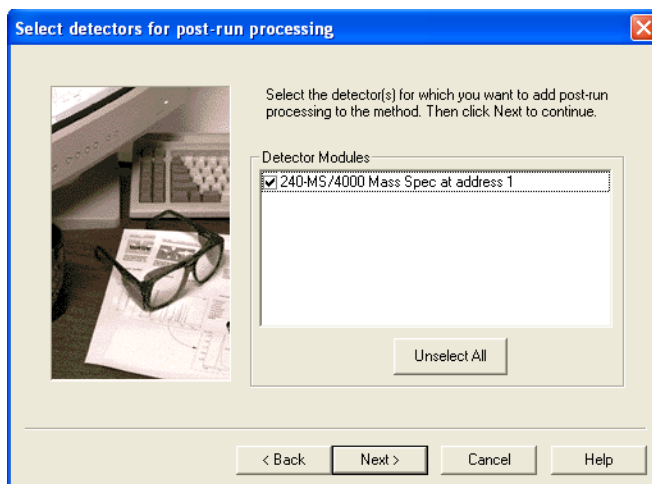 Select detectors for post-run processing
Select the detector(s) for which you want to add post-run
processing to the method. Then click Next to continue.
Detector Modules
240-MS/4000 Mass Spec at address 1
Unselect All
< Back
Next >
Cancel
Help